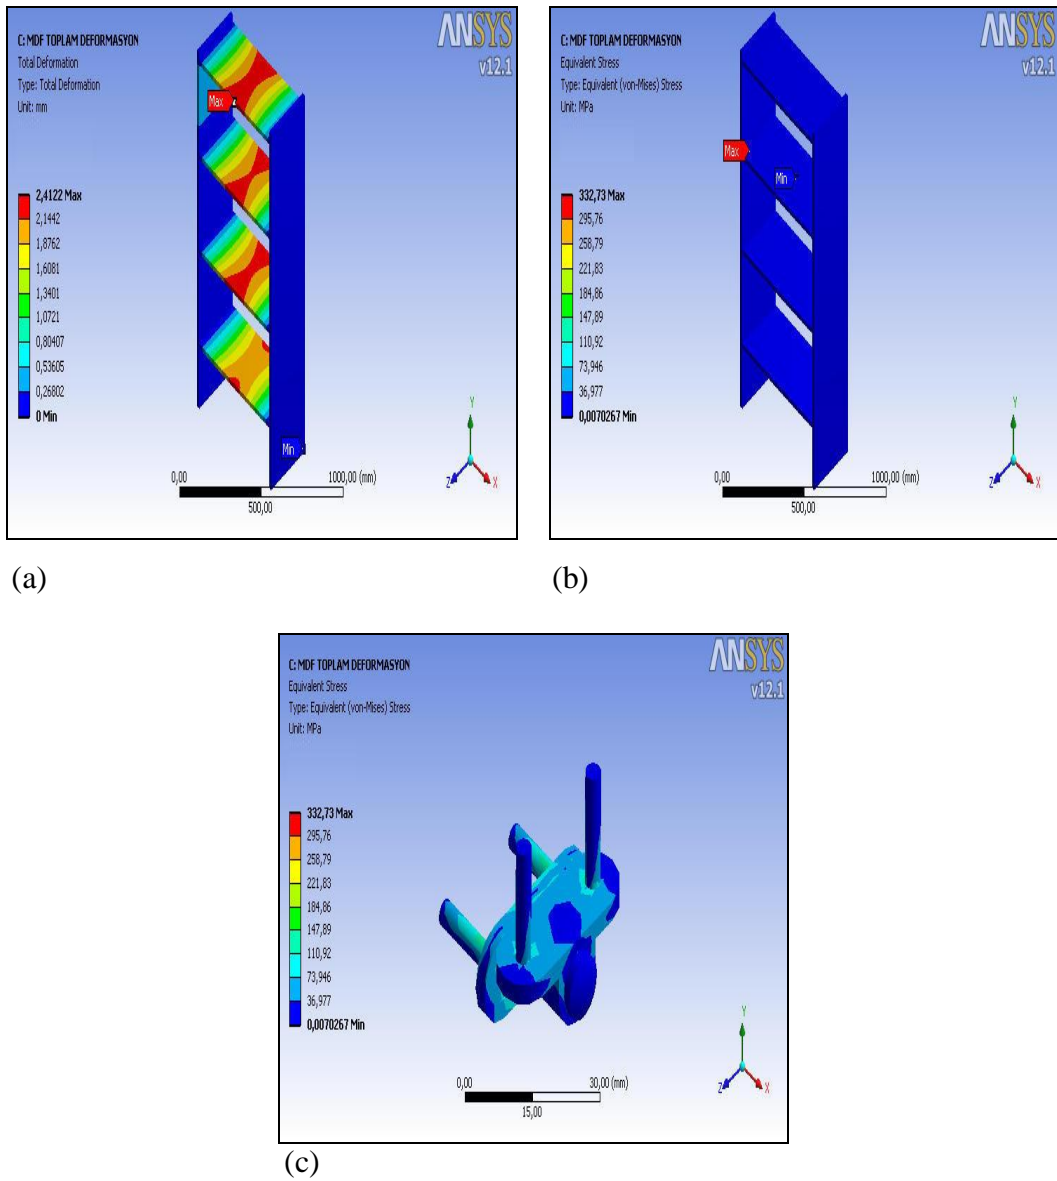 C: MDF TOPLAM DEFORMASYON
Total Deformation
Type: Total Deformation
Unit: mm
ANSYS
v12.1
Max
2,4122 Max
2,1442
1,8762
1,6081
1,3401
1,0721
0,80407
0,53605
0,26802
0 Min
Min
0,00
1000,00 (mm)
500,00
Y
Z
X
(a)
C: MDF TOPLAM DEFORMASYON
Equivalent Stress
Type: Equivalent (von-Mises) Stress
Unit: MPa
ANSYS
v12.1
Max
Min
332,73 Max
295,76
258,79
221,83
184,86
147,89
110,92
73,946
36,977
0,0070267 Min
0,00
1000,00 (mm)
500,00
Y
Z
X
(b)
C: MDF TOPLAM DEFORMASYON
Equivalent Stress
Type: Equivalent (von-Mises) Stress
Unit: MPa
ANSYS
v12.1
332,73 Max
295,76
258,79
221,83
184,86
147,89
110,92
73,946
36,977
0,0070267 Min
0,00
30,00 (mm)
15,00
Y
Z
X
(c)